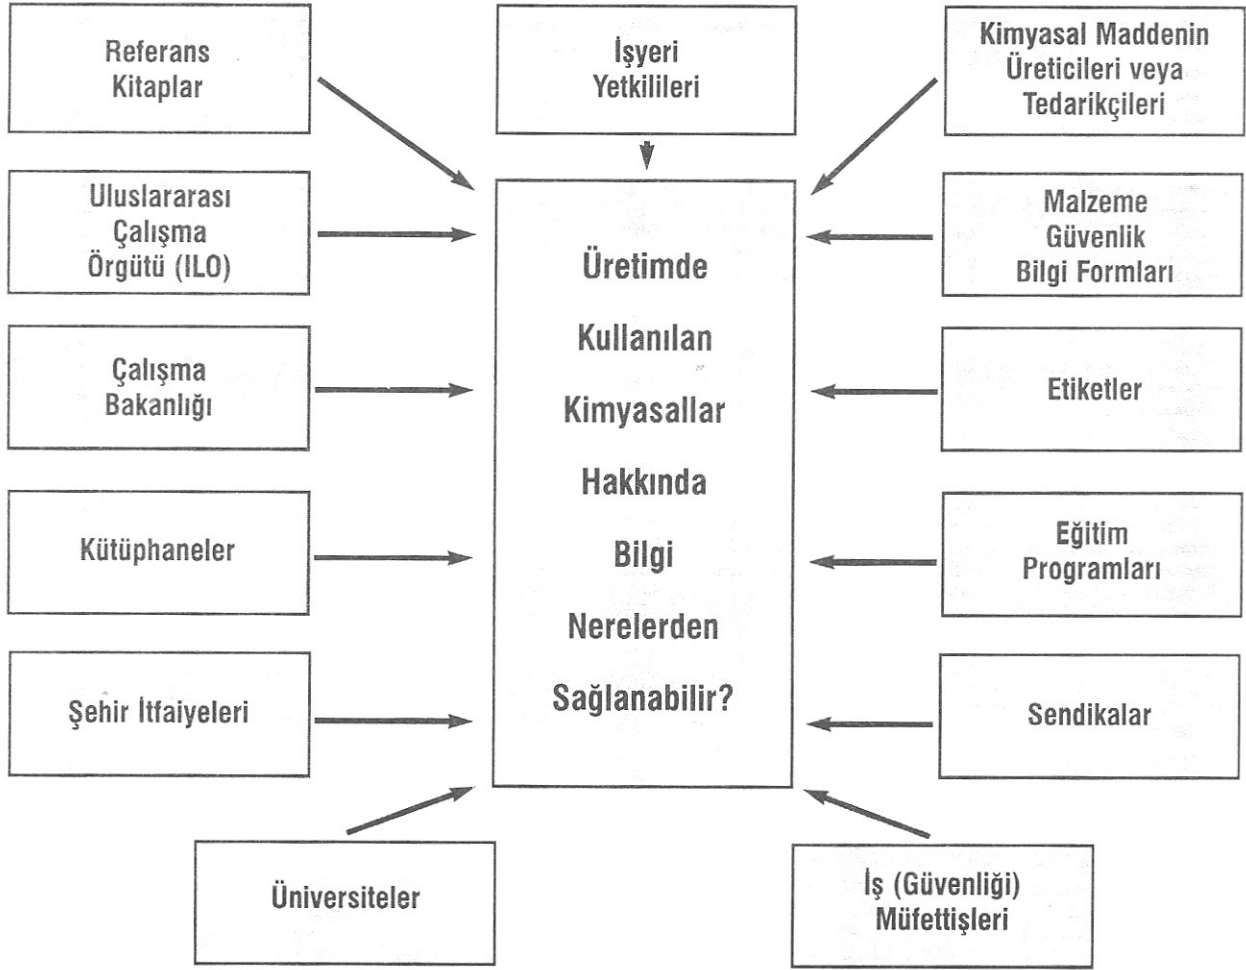 Referans
Kitaplar
İşyeri
Yetkilileri
Kimyasal Maddenin
Üreticileri veya
Tedarikçileri
Uluslararası
Çalışma
Örgütü (ILO)
Malzeme
Güvenlik
Bilgi Formları
Çalışma
Bakanlığı
Etiketler
Kütüphaneler
Eğitim
Programları
Şehir İtfaiyeleri
Sendikalar
Üniversiteler
İş (Güvenliği)
Müfettişleri
Üretimde
Kullanılan
Kimyasallar
Hakkında
Bilgi
Nerelerden
Sağlanabilir?